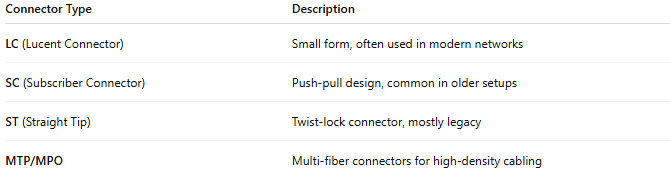 Connector Type Description
LC (Lucent Connector) Small form, often used in modern networks
SC (Subscriber Connector) Push-pull design, common in older setups
ST (Straight Tip) Twist-lock connector, mostly legacy
MTP/MPO Multi-fiber connectors for high-density cabling